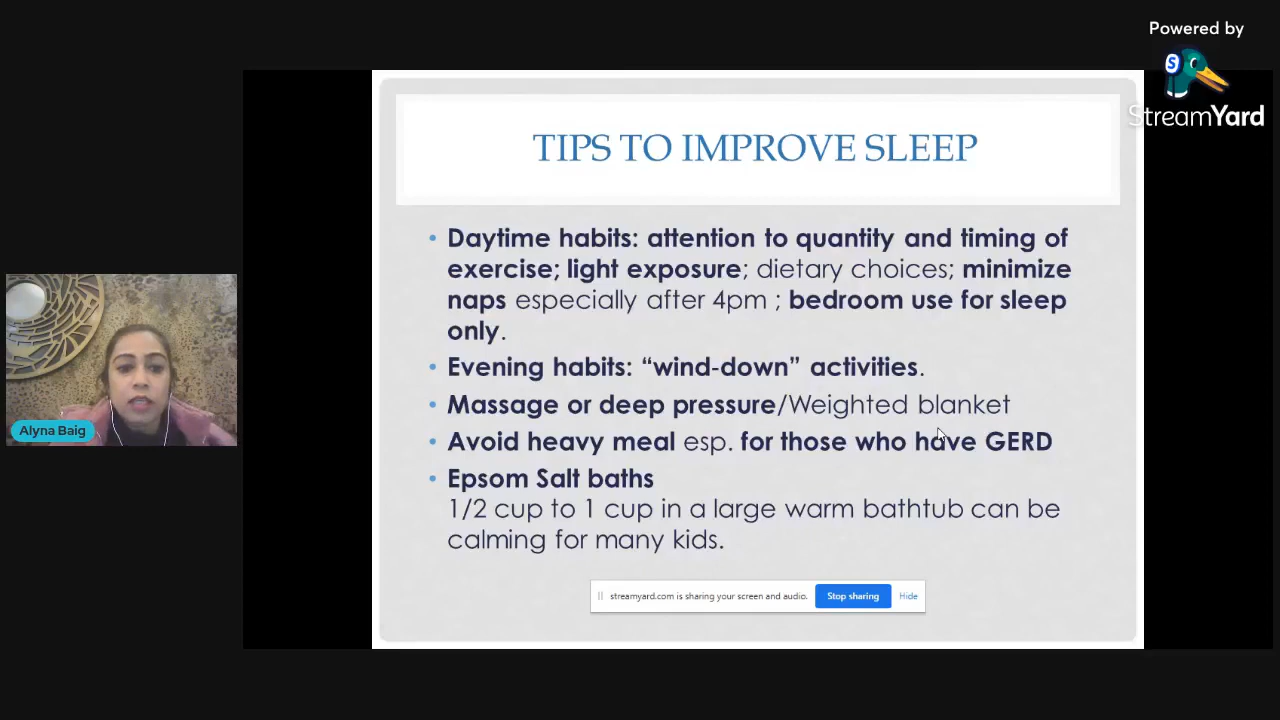 Powered by
StreamYard
TIPS TO IMPROVE SLEEP
• Daytime habits: attention to quantity and timing of
exercise; light exposure; dietary choices; minimize
naps especially after 4pm ; bedroom use for sleep
only.
• Evening habits: “wind-down” activities.
• Massage or deep pressure/Weighted blanket
• Avoid heavy meal esp. for those who have GERD
• Epsom Salt baths
1/2 cup to 1 cup in a large warm bathtub can be
calming for many kids.
streamyard.com is sharing your screen and audio. Stop sharing Hide
Alyna Baig